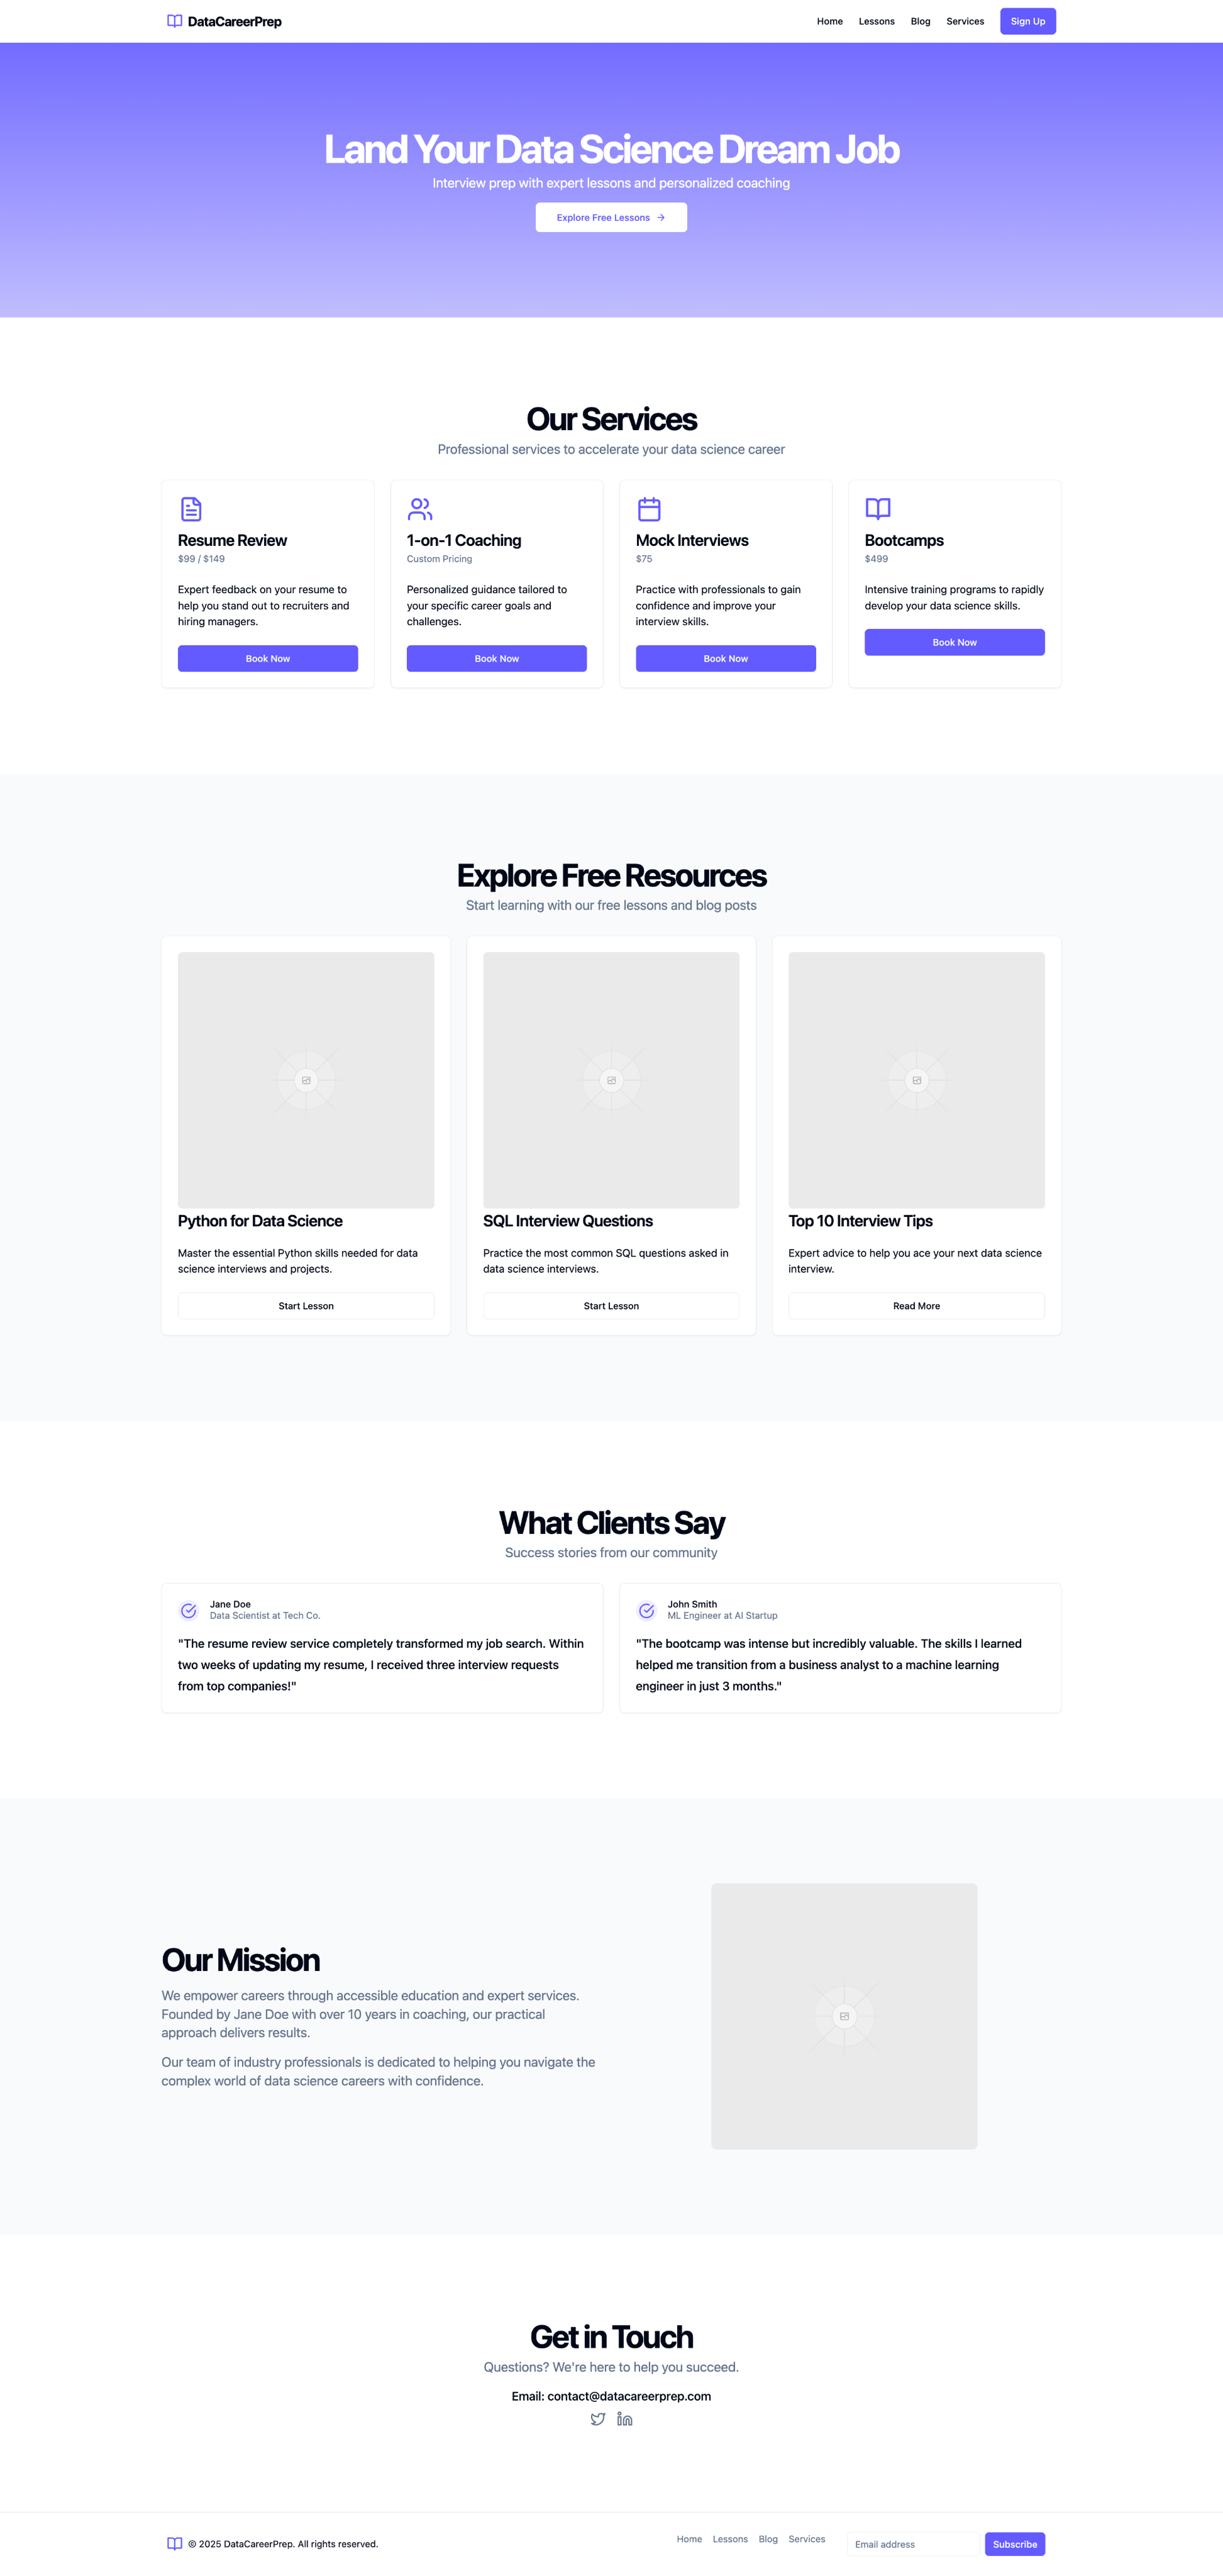 DataCareerPrep
Home Lessons Blog Services Sign Up
Land Your Data Science Dream Job
Interview prep with expert lessons and personalized coaching
Explore Free Lessons
Our Services
Professional services to accelerate your data science career
Resume Review
$99 / $149
Expert feedback on your resume to
help you stand out to recruiters and
hiring managers.
Book Now
1-on-1 Coaching
Custom Pricing
Personalized guidance tailored to
your specific career goals and
challenges.
Book Now
Mock Interviews
$75
Practice with professionals to gain
confidence and improve your
interview skills.
Book Now
Bootcamps
$499
Intensive training programs to rapidly
develop your data science skills.
Book Now
Explore Free Resources
Start learning with our free lessons and blog posts
Python for Data Science
Master the essential Python skills needed for data
science interviews and projects.
Start Lesson
SQL Interview Questions
Practice the most common SQL questions asked in
data science interviews.
Start Lesson
Top 10 Interview Tips
Expert advice to help you ace your next data science
interview.
Read More
What Clients Say
Success stories from our community
Jane Doe
Data Scientist at Tech Co.
"The resume review service completely transformed my job search. Within
two weeks of updating my resume, I received three interview requests
from top companies!"
John Smith
ML Engineer at AI Startup
"The bootcamp was intense but incredibly valuable. The skills I learned
helped me transition from a business analyst to a machine learning
engineer in just 3 months."
Our Mission
We empower careers through accessible education and expert services.
Founded by Jane Doe with over 10 years in coaching, our practical
approach delivers results.
Our team of industry professionals is dedicated to helping you navigate the
complex world of data science careers with confidence.
Get in Touch
Questions? We're here to help you succeed.
Email: contact@datacareerprep.com
© 2025 DataCareerPrep. All rights reserved.
Home Lessons Blog Services
Email address
Subscribe